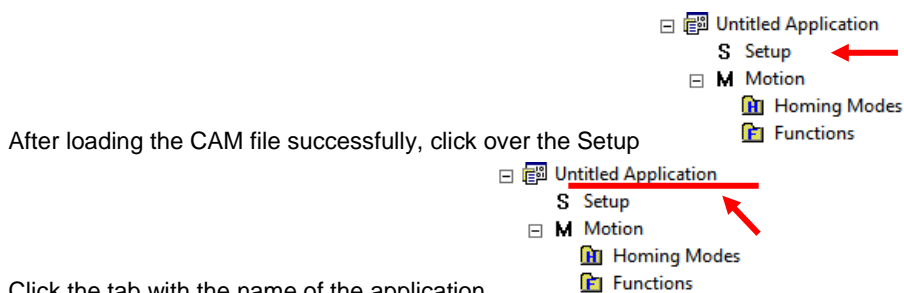 Untitled Application
S Setup
M Motion
H Homing Modes
F Functions
After loading the CAM file successfully, click over the Setup
Untitled Application
S Setup
M Motion
H Homing Modes
F Functions
Click the tab with the name of the application